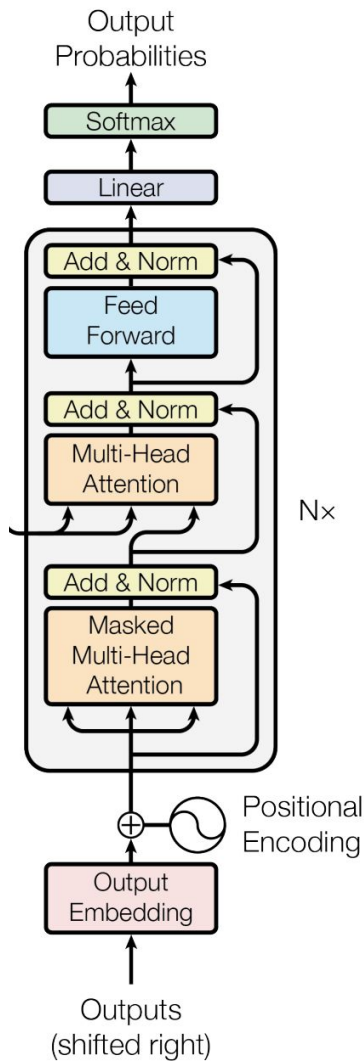 Output
Probabilities
Softmax
Linear
Add & Norm
Feed
Forward
Add & Norm
Multi-Head
Attention
N×
Add & Norm
Masked
Multi-Head
Attention
Positional
Encoding
Output
Embedding
Outputs
(shifted right)